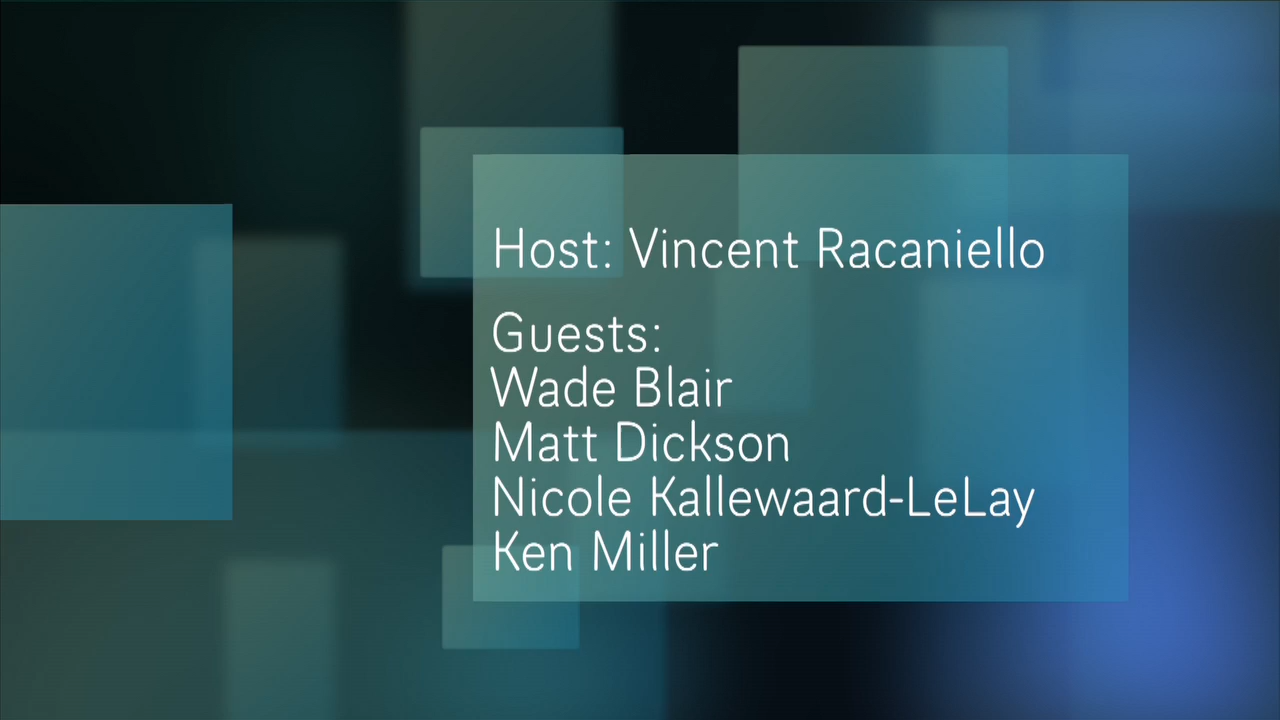 Host: Vincent Racaniello
Guests:
Wade Blair
Matt Dickson
Nicole Kallewaard-LeLay
Ken Miller